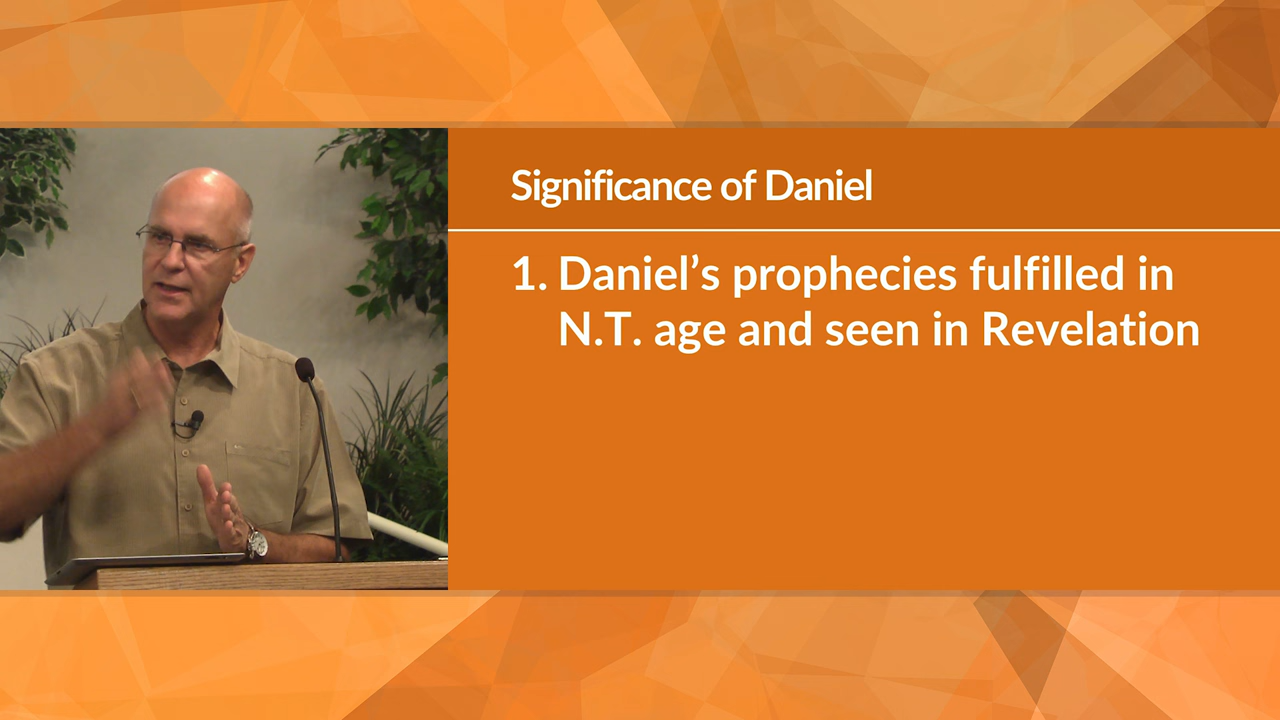 Significance of Daniel
1. Daniel’s prophecies fulfilled in
N.T. age and seen in Revelation